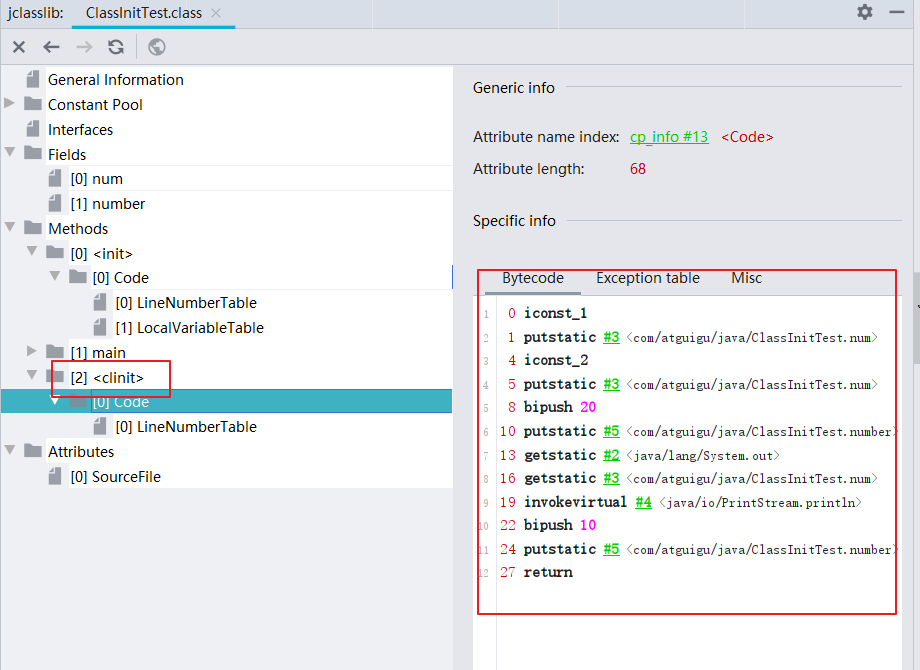 jclasslib: ClassInitTest.class
General Information
Constant Pool
Interfaces
Fields
[0] num
[1] number
Methods
[0] <init>
[0] Code
[0] LineNumberTable
[1] LocalVariableTable
[1] main
[2] <clinit>
[0] Code
[0] LineNumberTable
Attributes
[0] SourceFile
Generic info
Attribute name index: cp_info #13 <Code>
Attribute length: 68
Specific info
Bytecode Exception table Misc
1 0 iconst_1
2 1 putstatic #3 <com/atguigu/java/ClassInitTest.num>
3 4 iconst_2
4 5 putstatic #3 <com/atguigu/java/ClassInitTest.num>
5 8 bipush 20
6 10 putstatic #5 <com/atguigu/java/ClassInitTest.number>
7 13 getstatic #2 <java/lang/System.out>
8 16 getstatic #3 <com/atguigu/java/ClassInitTest.num>
9 19 invokevirtual #4 <java/io/PrintStream.println>
10 22 bipush 10
11 24 putstatic #5 <com/atguigu/java/ClassInitTest.number>
12 27 return